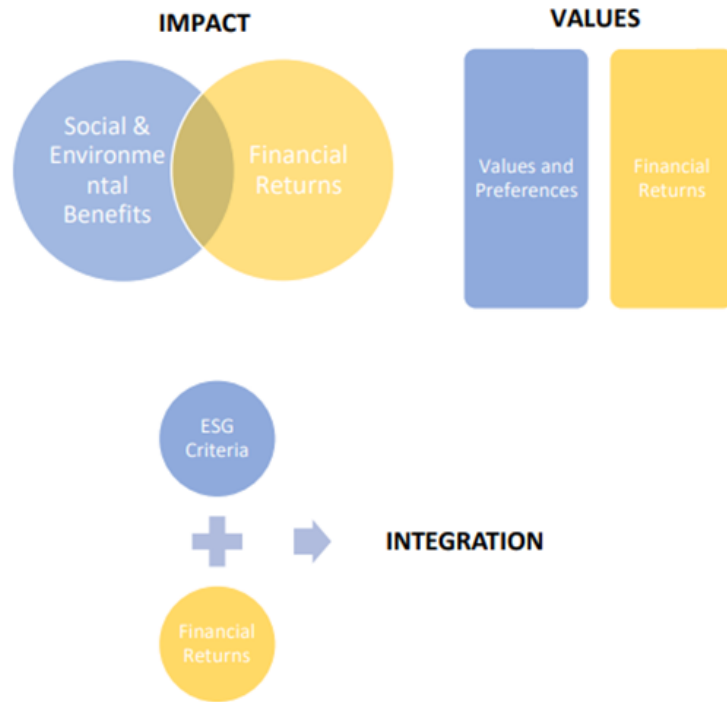 IMPACT
Social &
Environme
ntal
Benefits
Financial
Returns
VALUES
Values and
Preferences
Financial
Returns
ESG
Criteria
INTEGRATION
Financial
Returns